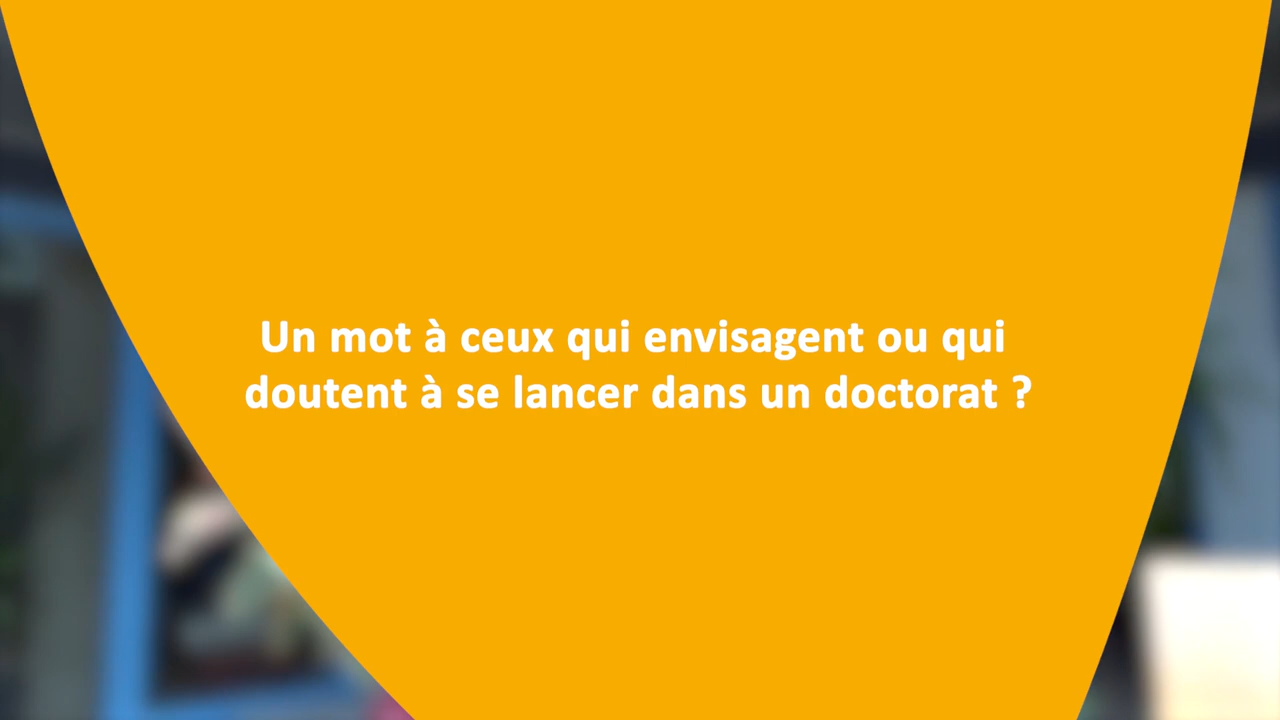 Un mot à ceux qui envisagent ou qui
doutent à se lancer dans un doctorat ?